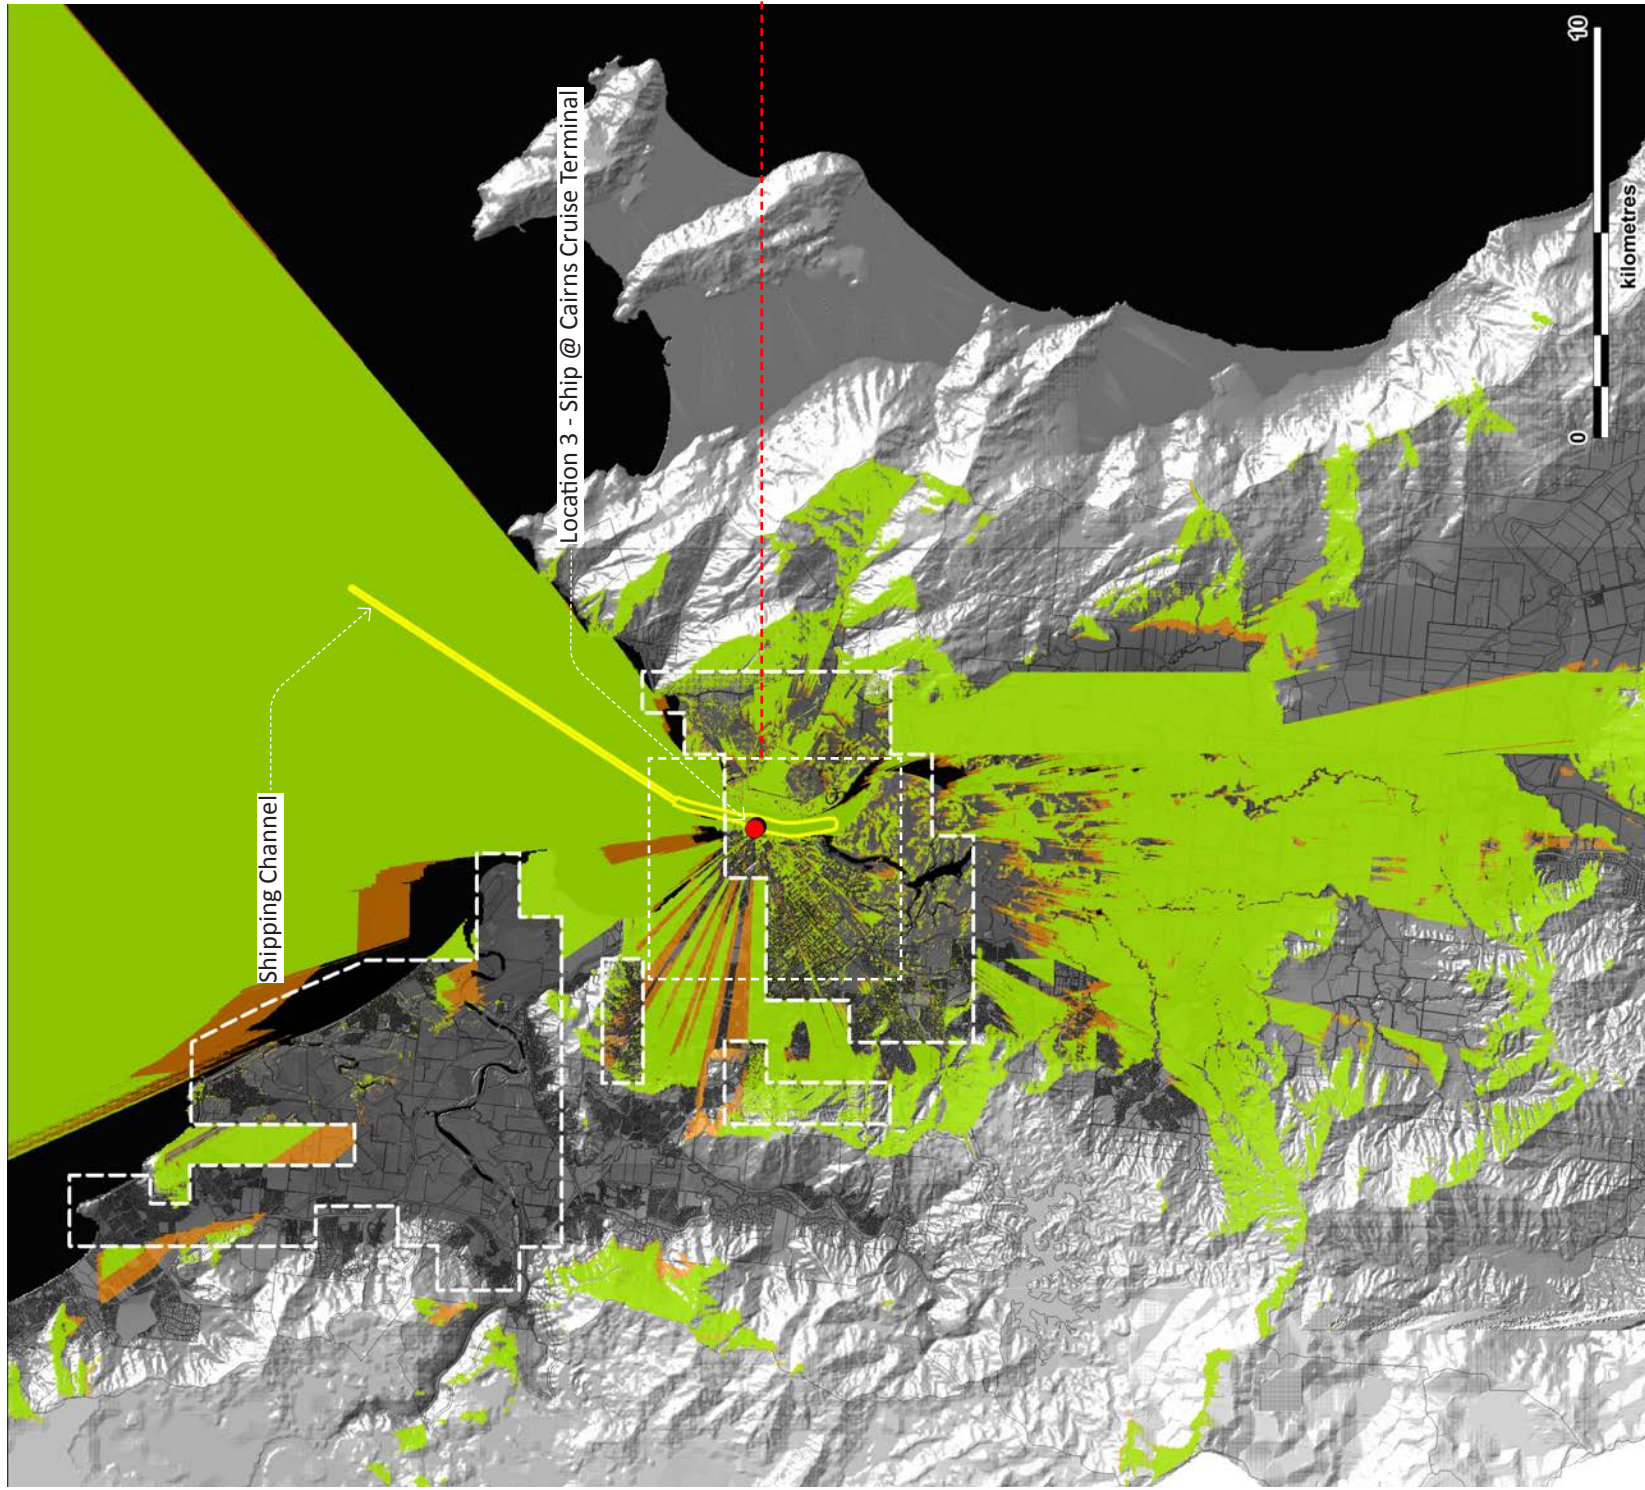 Shipping Channel
Location 3 - Ship @ Cairns Cruise Terminal
0
10
kilometres